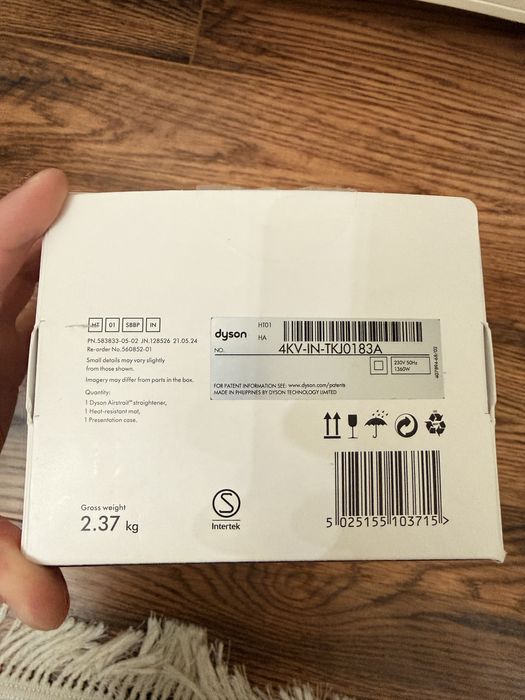 HF 01 SBBP IN
PN.583833-05-02 JN.128526 21.05.24
Re-order No.560852-01
Small details may vary slightly
from those shown.
Imagery may differ from parts in the box.
Quantity:
1 Dyson Airstrait™ straightener,
1 Heat-resistant mat,
1 Presentation case.
Gross weight
2.37 kg
dyson HT01
HA
NO. 4KV-IN-TKJ0183A
230V 50Hz
1360W
FOR PATENT INFORMATION SEE: www.dyson.com/patents
MADE IN PHILIPPINES BY DYSON TECHNOLOGY LIMITED
S
Intertek
5 025155 103715 >